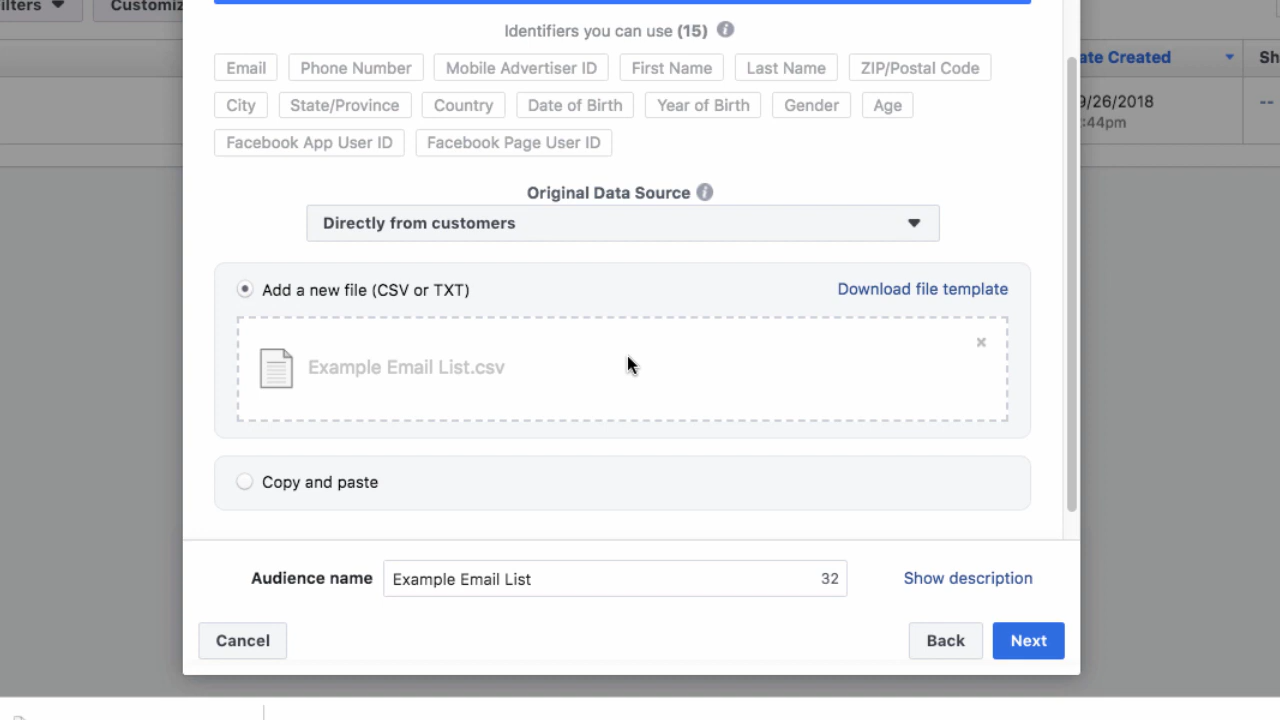 ilters Customiz
Identifiers you can use (15)
Email Phone Number Mobile Advertiser ID First Name Last Name ZIP/Postal Code
City State/Province Country Date of Birth Year of Birth Gender Age
Facebook App User ID Facebook Page User ID
ate Created Sh
9/26/2018 --
:44pm
Original Data Source
Directly from customers
Add a new file (CSV or TXT) Download file template
Example Email List.csv
Copy and paste
Audience name Example Email List 32 Show description
Cancel Back Next